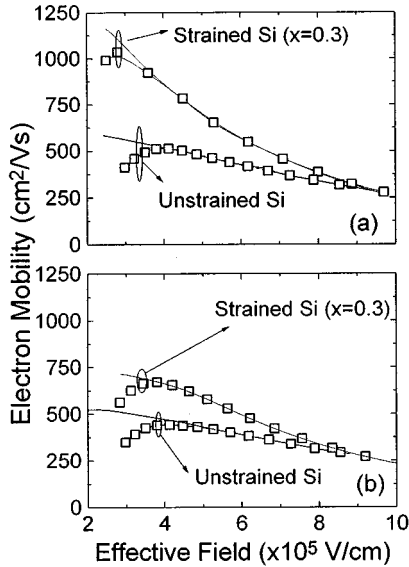 1250
1000
750
500
250
0
Strained Si (x=0.3)
Unstrained Si
(a)
Electron Mobility (cm²/Vs)
1250
1000
750
500
250
0
Strained Si (x=0.3)
Unstrained Si
(b)
2 4 6 8 10
Effective Field (x10⁵ V/cm)